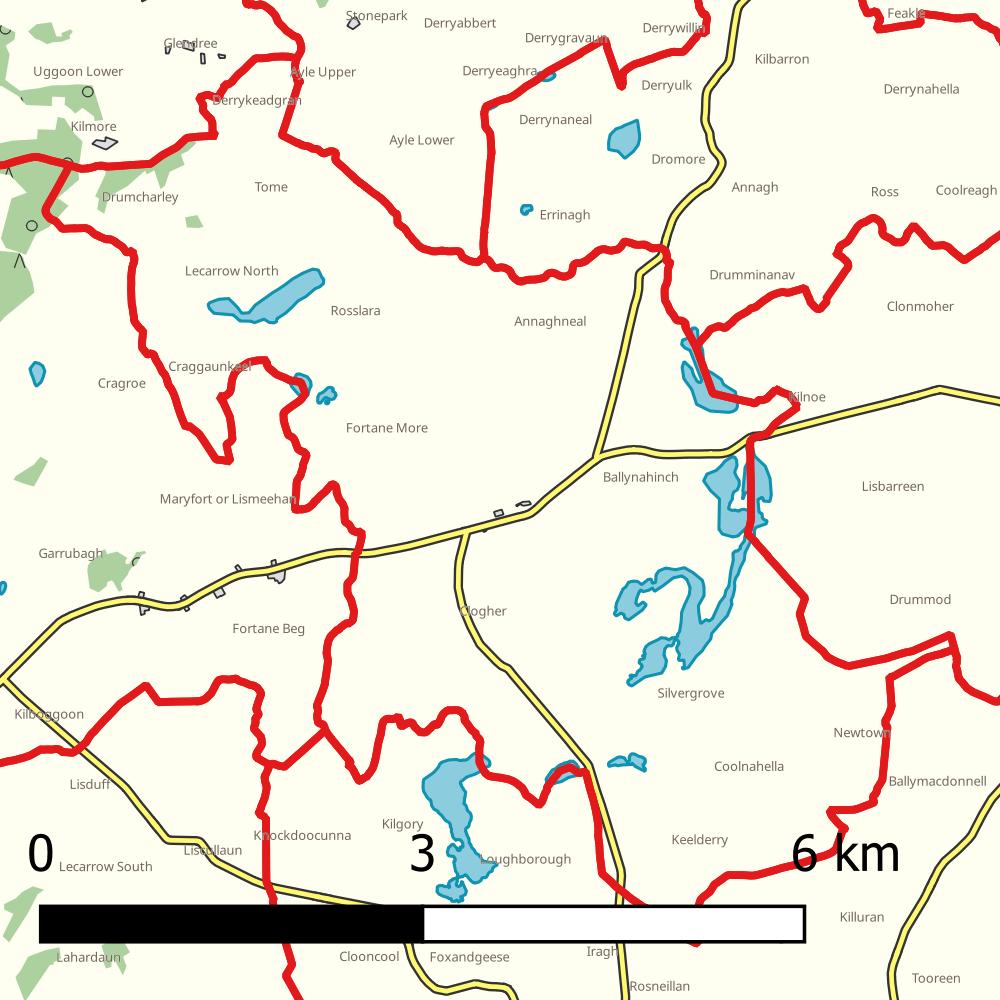 Feakle
Stonepark
Derryabbert
Derrywillin
Derrygravaun
Glendree
Kilbarron
Uggoon Lower
Ayle Upper
Derryeaghra
Derryulk
Derrynahella
Derrykeadgran
Derrynaneal
Kilmore
Ayle Lower
Dromore
Tome
Annagh
Ross
Coolreagh
Drumcharley
Errinagh
Lecarrow North
Drumminanav
Rosslara
Clonmoher
Annaghneal
Craggaunkeel
Cragroe
Kilnoe
Fortane More
Ballynahinch
Lisbarreen
Maryfort or Lismeehan
Garrubagh
Drummod
Clogher
Fortane Beg
Silvergrove
Kilboggoon
Newtown
Coolnahella
Lisduff
Ballymacdonnell
Kilgory
Knockdoocunna
Keelderry
Liscullaun
0 3 6 km
Loughborough
Lecarrow South
Killuran
Iragh
Lahardaun
Clooncool
Foxandgeese
Tooreen
Rosneillan